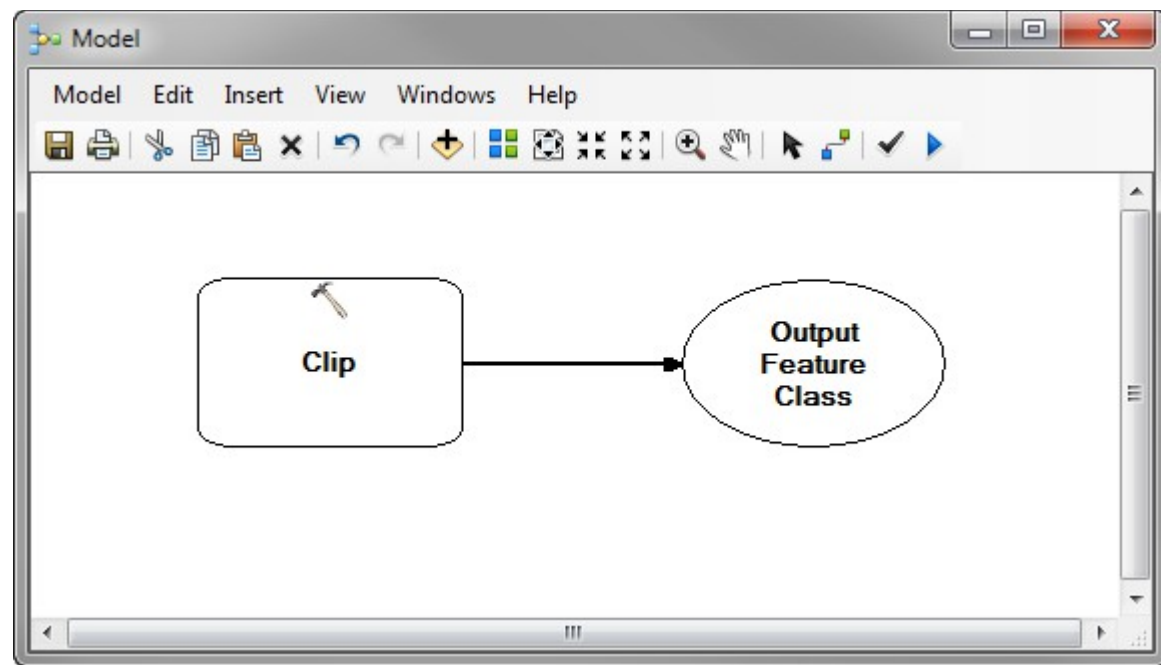 Model
Model Edit Insert View Windows Help
Clip
Output
Feature
Class